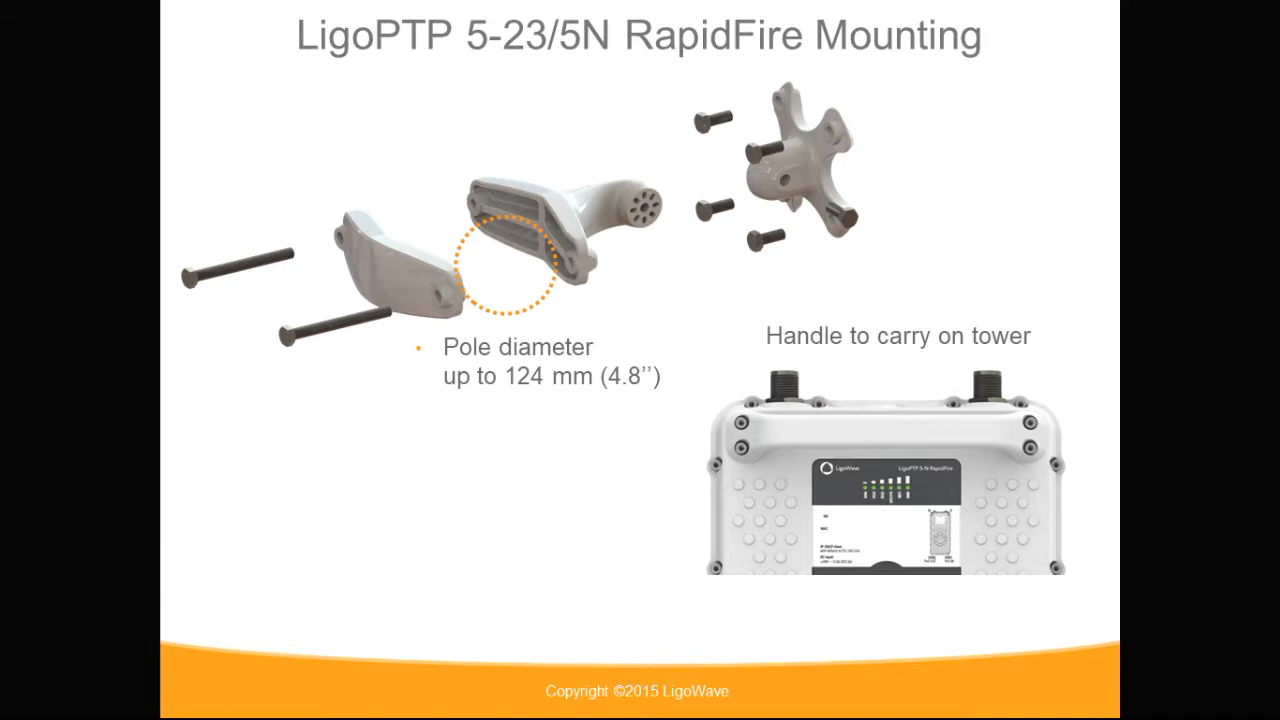 LigoPTP 5-23/5N RapidFire Mounting
• Pole diameter
up to 124 mm (4.8’’)
Handle to carry on tower
LigoWave
LigoPTP 5-N RapidFire
Copyright ©2015 LigoWave